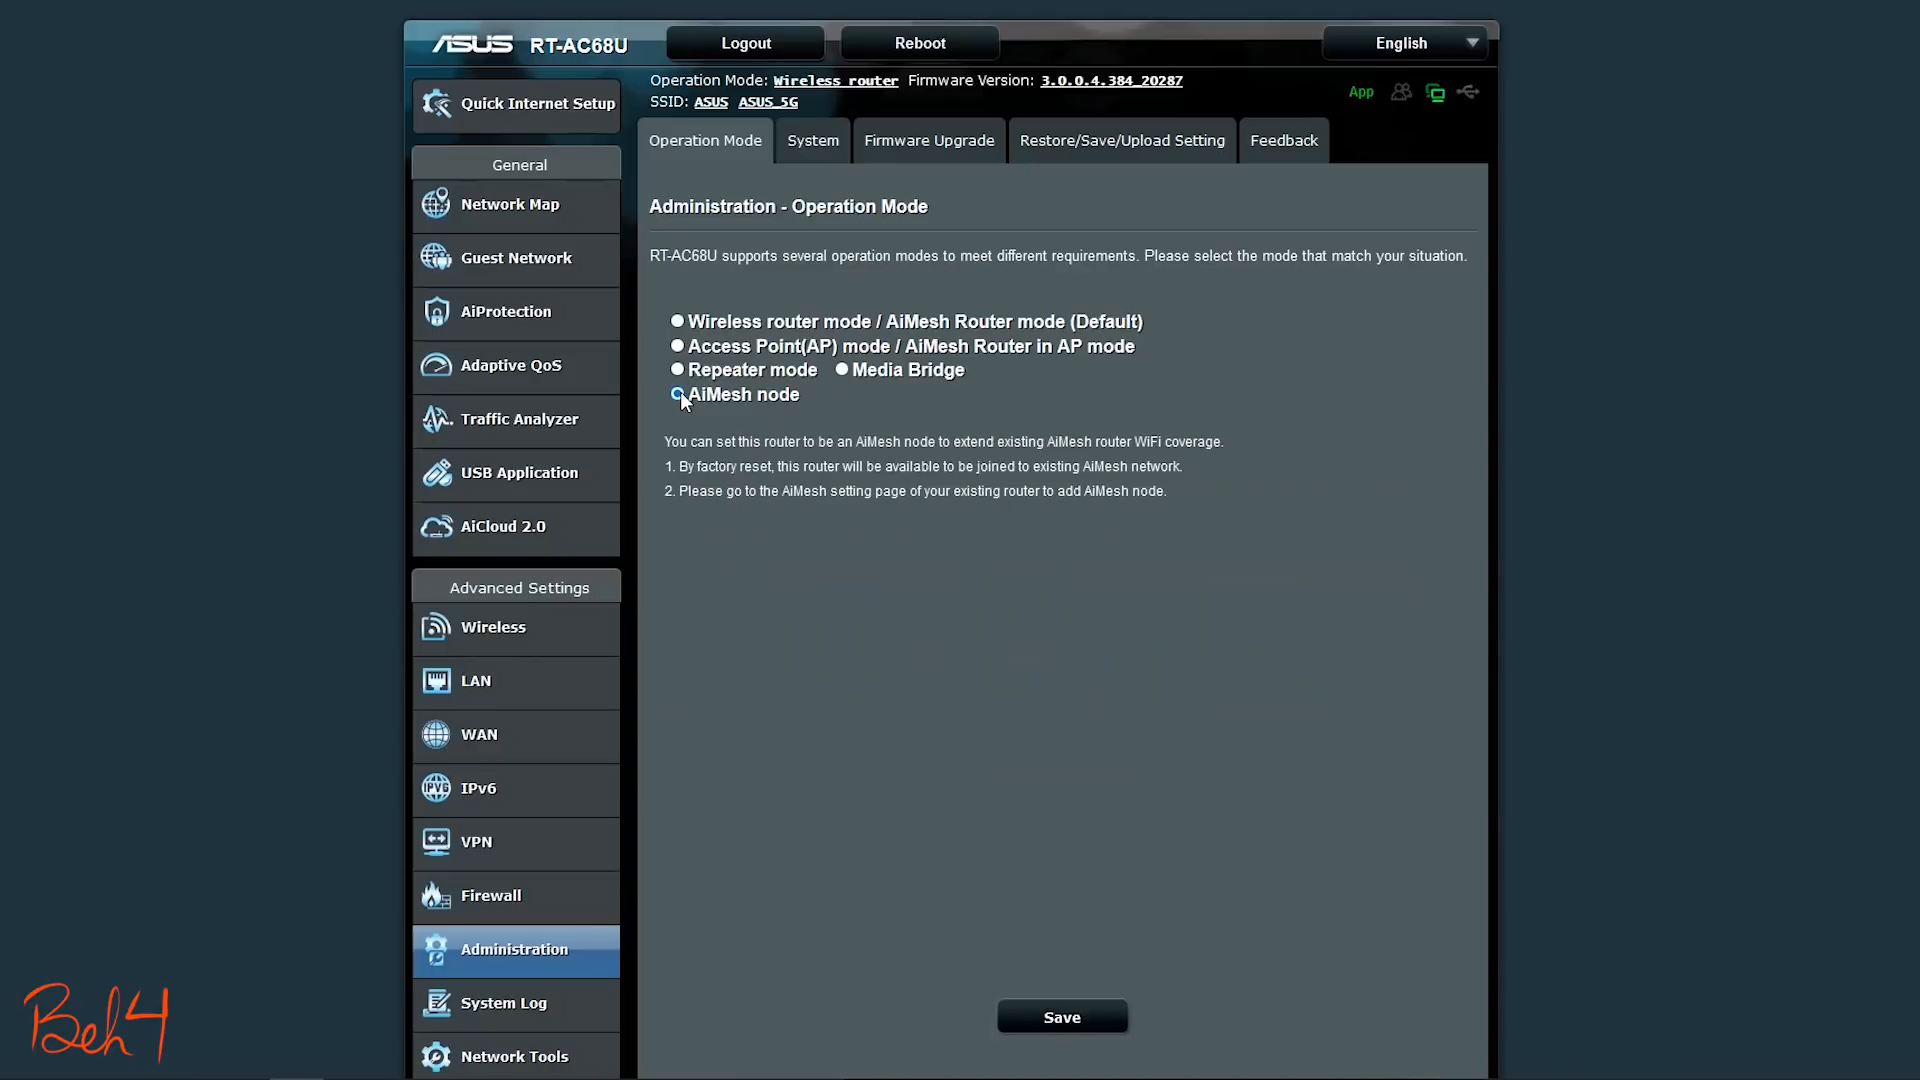 ASUS RT-AC68U
Logout
Reboot
English
Quick Internet Setup
Operation Mode: Wireless router Firmware Version: 3.0.0.4.384_20287
SSID: ASUS ASUS_5G
App
Operation Mode
System
Firmware Upgrade
Restore/Save/Upload Setting
Feedback
General
Network Map
Guest Network
AiProtection
Adaptive QoS
Traffic Analyzer
USB Application
AiCloud 2.0
Advanced Settings
Wireless
LAN
WAN
IPv6
VPN
Firewall
Administration
System Log
Network Tools
Administration - Operation Mode
RT-AC68U supports several operation modes to meet different requirements. Please select the mode that match your situation.
Wireless router mode / AiMesh Router mode (Default)
Access Point(AP) mode / AiMesh Router in AP mode
Repeater mode Media Bridge
AiMesh node
You can set this router to be an AiMesh node to extend existing AiMesh router WiFi coverage.
1. By factory reset, this router will be available to be joined to existing AiMesh network.
2. Please go to the AiMesh setting page of your existing router to add AiMesh node.
Save
Beh4